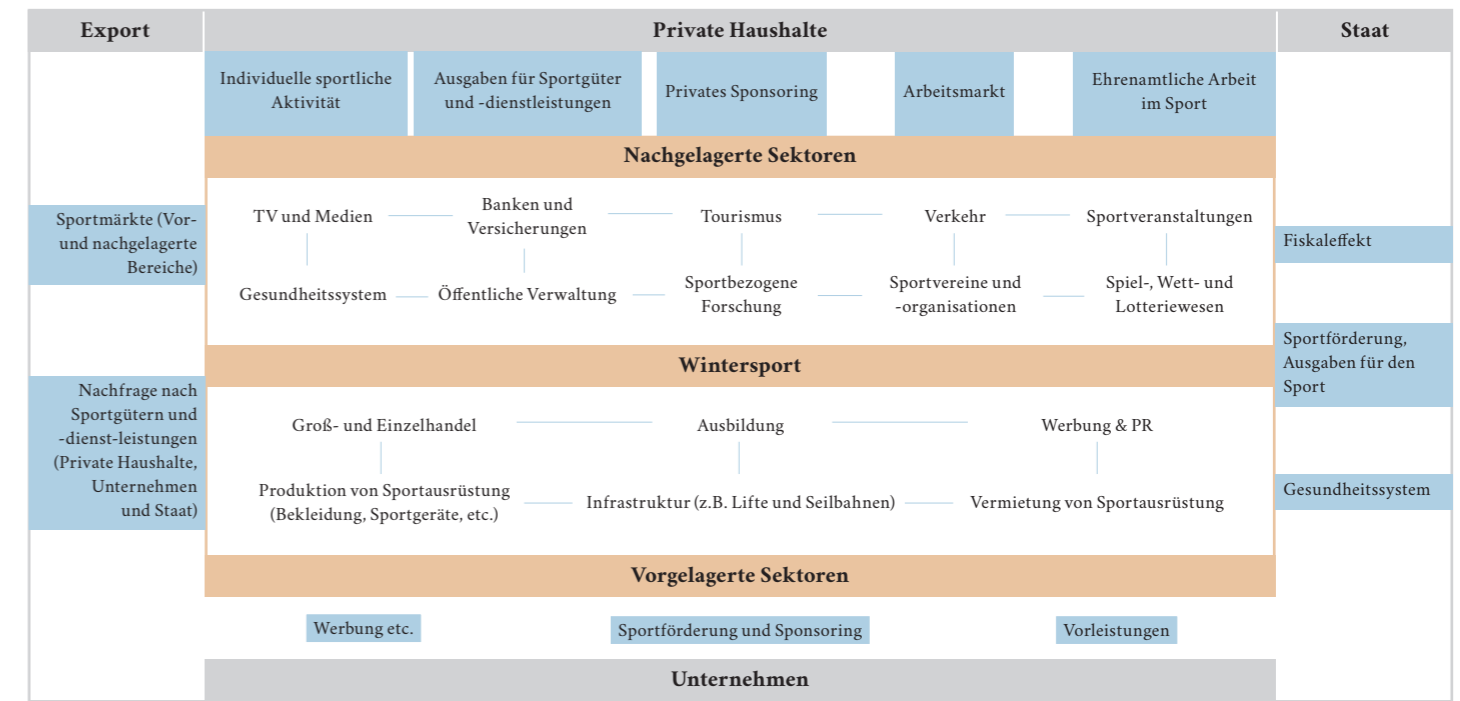 Export
Private Haushalte
Staat
Individuelle sportliche
Aktivität
Ausgaben für Sportgüter
und -dienstleistungen
Privates Sponsoring
Arbeitsmarkt
Ehrenamtliche Arbeit
im Sport
Nachgelagerte Sektoren
Sportmärkte (Vor-
und nachgelagerte
Bereiche)
TV und Medien
Banken und
Versicherungen
Tourismus
Verkehr
Sportveranstaltungen
Gesundheitssystem
Öffentliche Verwaltung
Sportbezogene
Forschung
Sportvereine und
-organisationen
Spiel-, Wett- und
Lotteriewesen
Fiskaleffekt
Sportförderung,
Ausgaben für den
Sport
Wintersport
Nachfrage nach
Sportgütern und
-dienst-leistungen
(Private Haushalte,
Unternehmen
und Staat)
Groß- und Einzelhandel
Ausbildung
Werbung & PR
Produktion von Sportausrüstung
(Bekleidung, Sportgeräte, etc.)
Infrastruktur (z.B. Lifte und Seilbahnen)
Vermietung von Sportausrüstung
Gesundheitssystem
Vorgelagerte Sektoren
Werbung etc.
Sportförderung und Sponsoring
Vorleistungen
Unternehmen